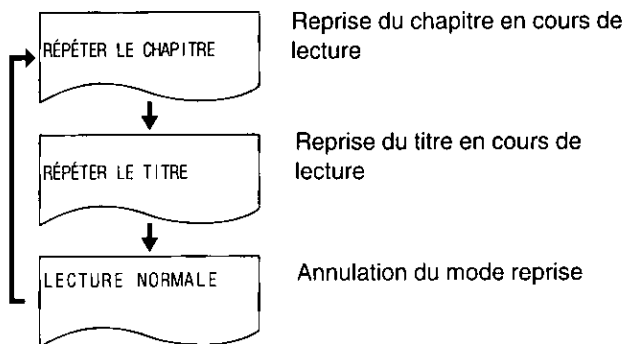 RÉPÉTER LE CHAPITRE
Reprise du chapitre en cours de
lecture
RÉPÉTER LE TITRE
Reprise du titre en cours de
lecture
LECTURE NORMALE
Annulation du mode reprise